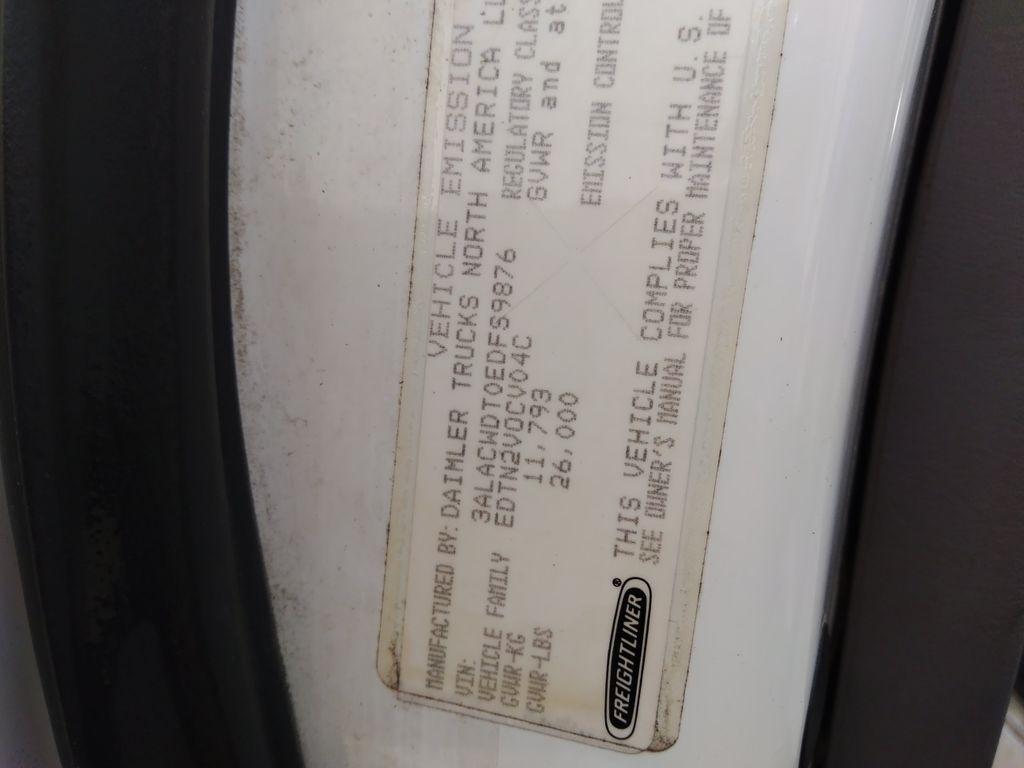 VEHICLE EMISSION
MANUFACTURED BY: DAIMLER TRUCKS NORTH AMERICA LL
VIN: 3ALACWDT0EDFS9876 REGULATORY CLASS
VEHICLE FAMILY EDTN2VOCV04C GVWR and at
GVWR-KG 11,793
GVWR-LBS 26,000 EMISSION CONTROL
THIS VEHICLE COMPLIES WITH U.S.
SEE OWNER'S MANUAL FOR PROPER MAINTENANCE OF
FREIGHTLINER®